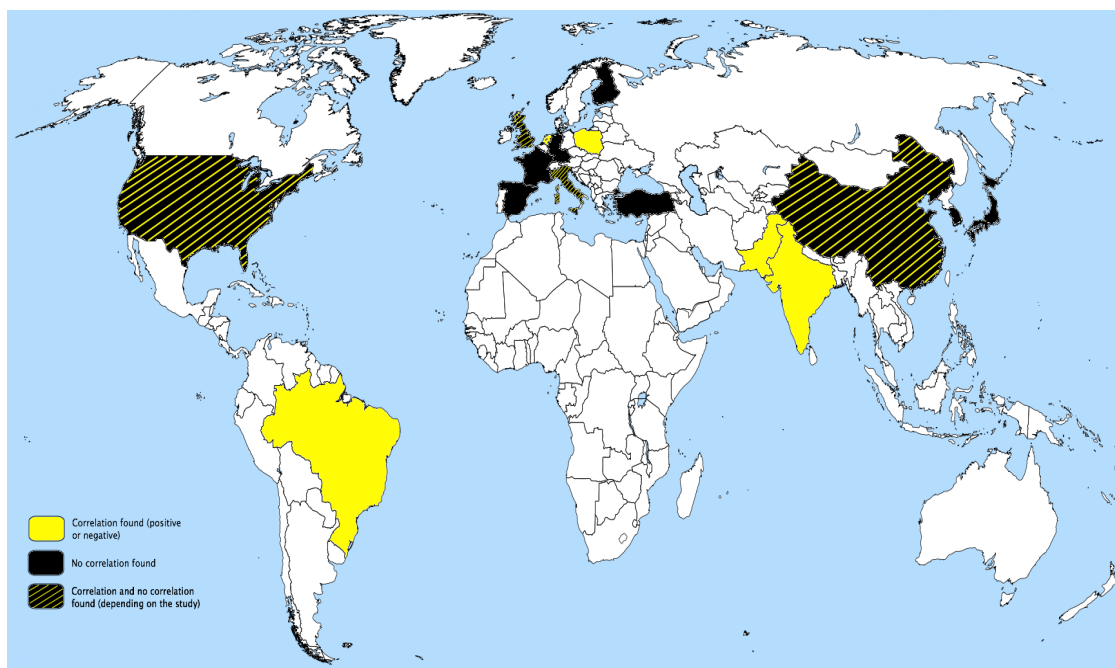 Correlation found (positive
or negative)
No correlation found
Correlation and no correlation
found (depending on the study)